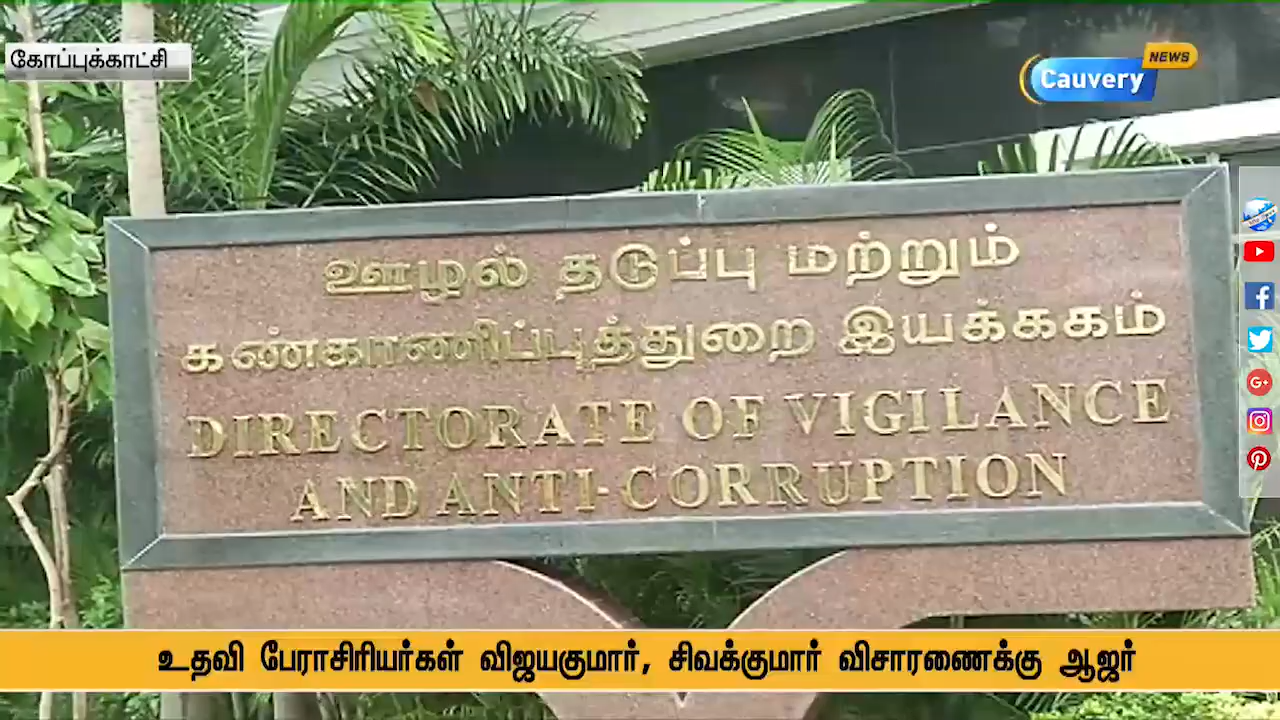 கோப்புக்காட்சி
Cauvery NEWS
ஊழல் தடுப்பு மற்றும்
கண்காணிப்புத்துறை இயக்ககம்
DIRECTORATE OF VIGILANCE
AND ANTI-CORRUPTION
உதவி பேராசிரியர்கள் விஜயகுமார், சிவக்குமார் விசாரணைக்கு ஆஜர்